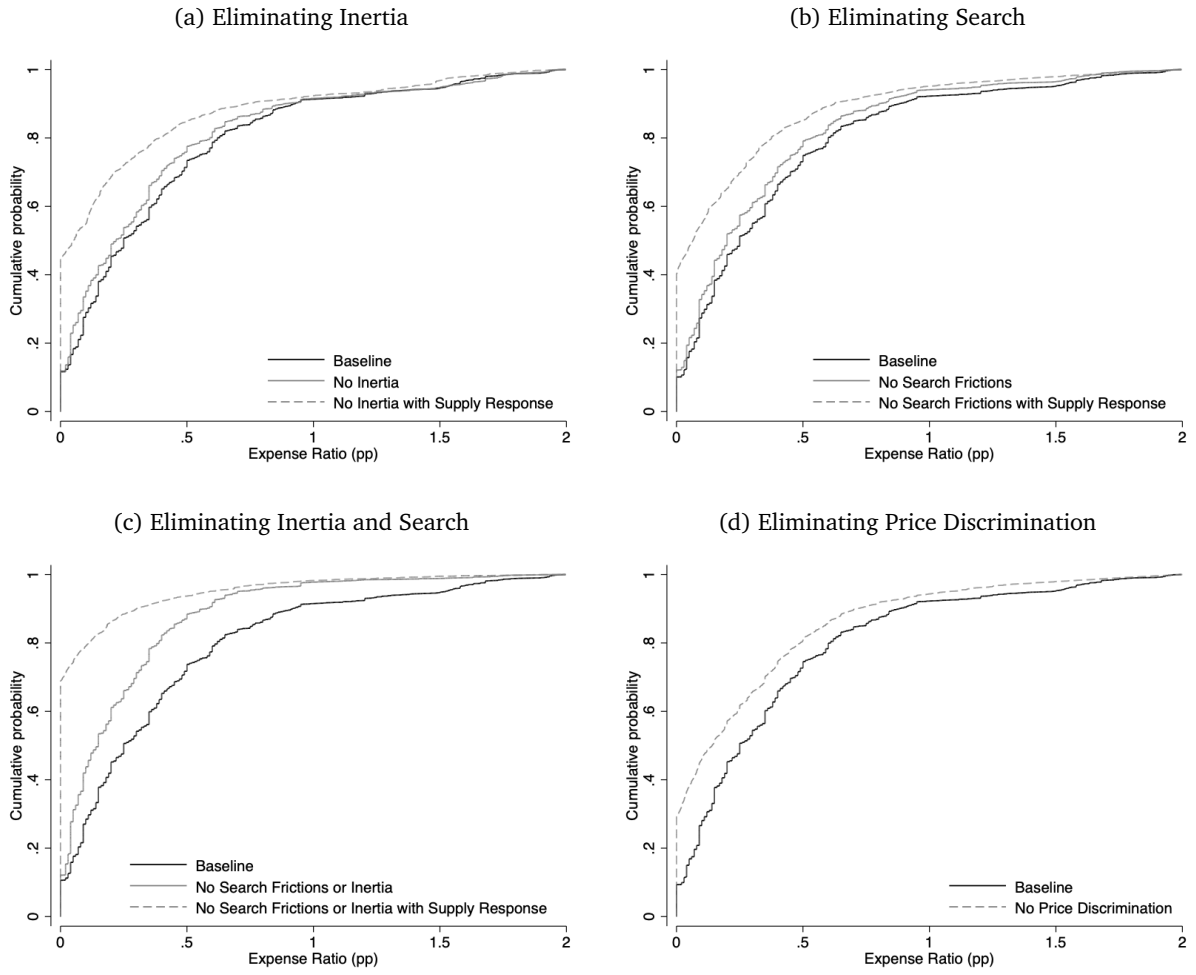 (a) Eliminating Inertia
(b) Eliminating Search
Cumulative probability
1
.8
.6
.4
.2
0
Baseline
No Inertia
No Inertia with Supply Response
0 .5 1 1.5 2
Expense Ratio (pp)
Cumulative probability
1
.8
.6
.4
.2
0
Baseline
No Search Frictions
No Search Frictions with Supply Response
0 .5 1 1.5 2
Expense Ratio (pp)
(c) Eliminating Inertia and Search
(d) Eliminating Price Discrimination
Cumulative probability
1
.8
.6
.4
.2
0
Baseline
No Search Frictions or Inertia
No Search Frictions or Inertia with Supply Response
0 .5 1 1.5 2
Expense Ratio (pp)
Cumulative probability
1
.8
.6
.4
.2
0
Baseline
No Price Discrimination
0 .5 1 1.5 2
Expense Ratio (pp)